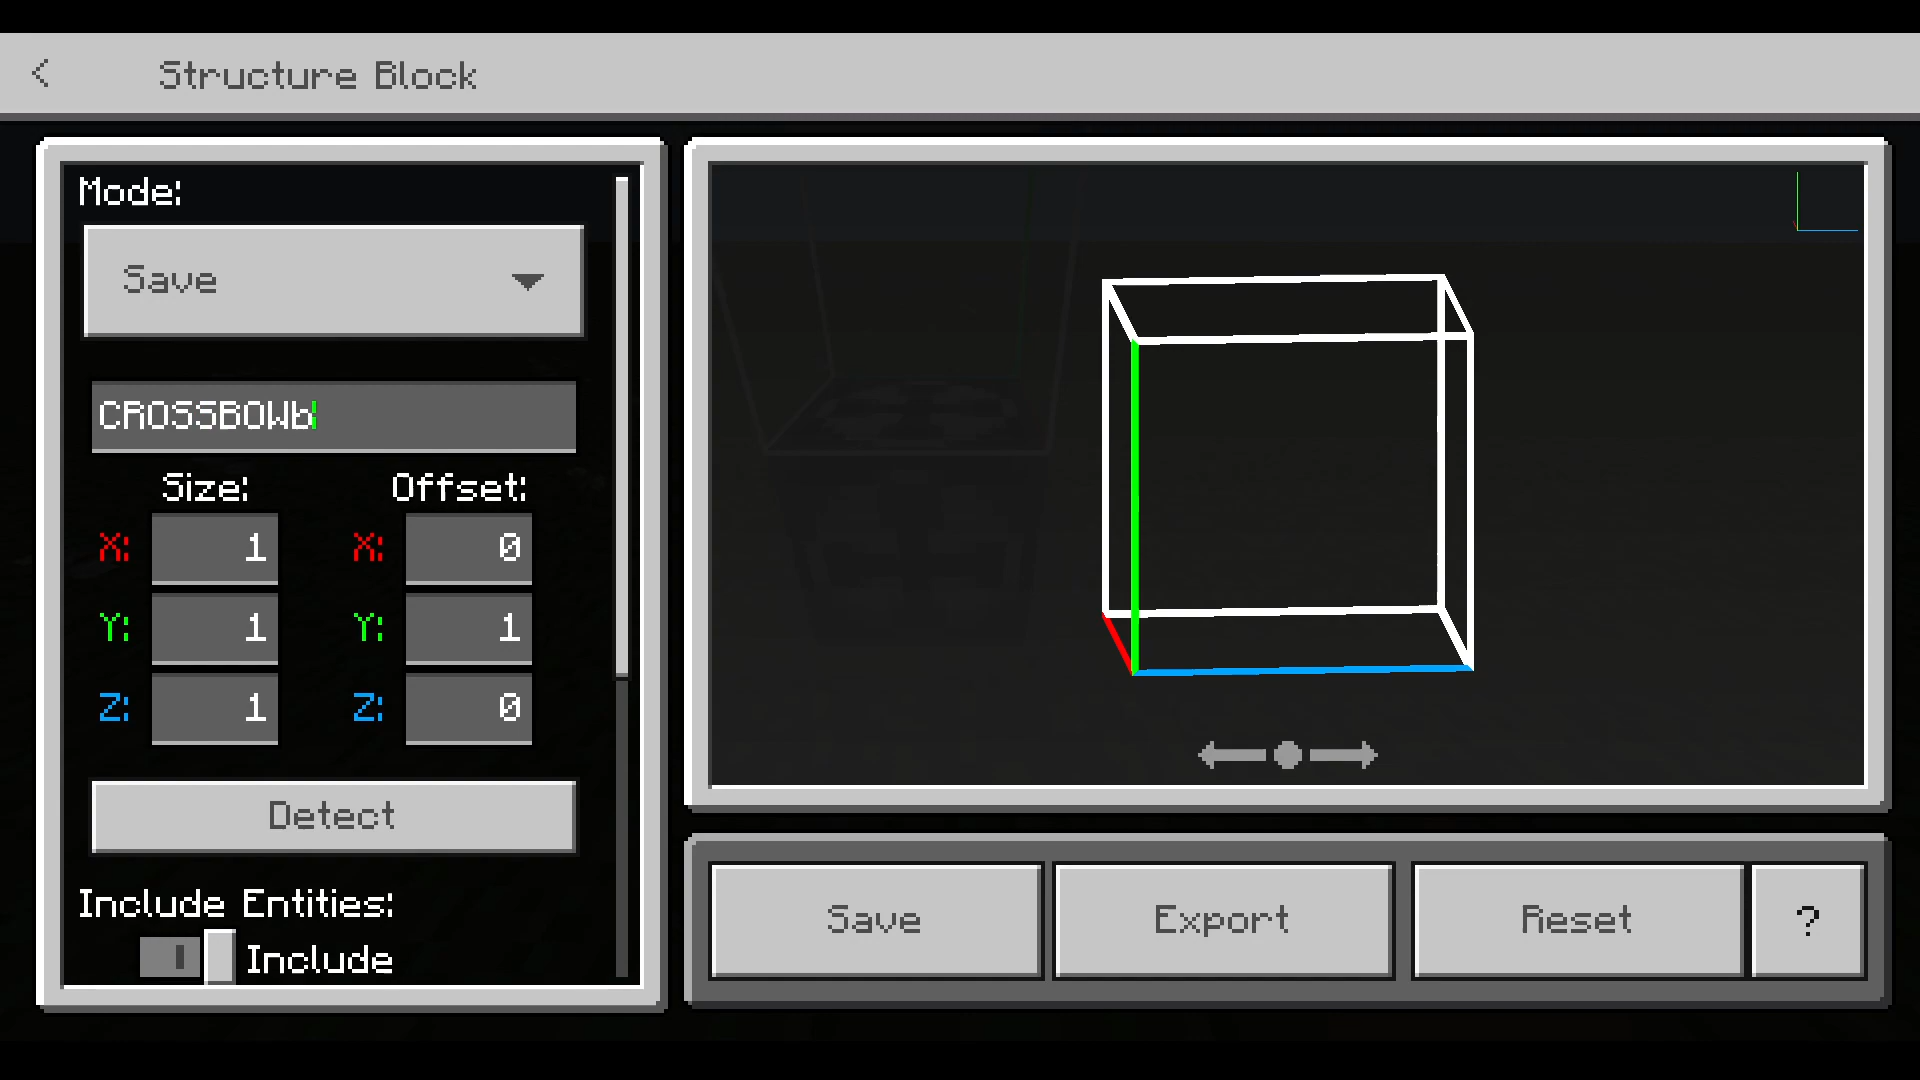 < Structure Block
Mode:
Save
CROSSBOWb
Size: Offset:
X: 1 X: 0
Y: 1 Y: 1
Z: 1 Z: 0
Detect
Include Entities:
Include
Save Export Reset ?